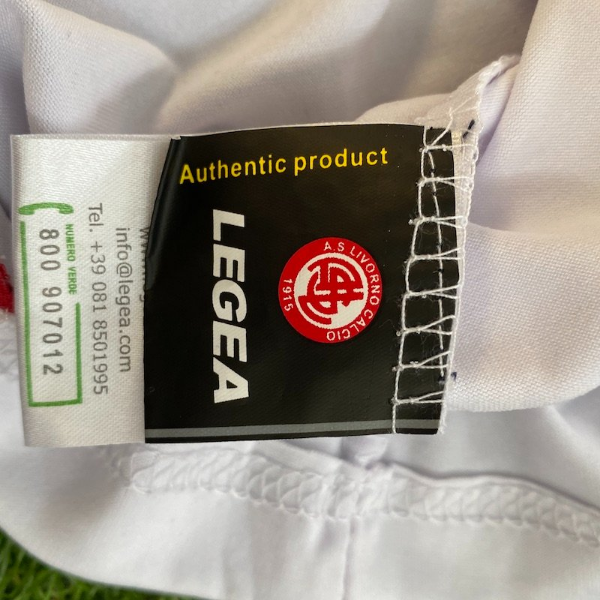 Authentic product
LEGEA
A.S LIVORNO CALCIO
1915
info@legea.com
Tel. +39 081 8501995
NUMERO VERDE
800 907012